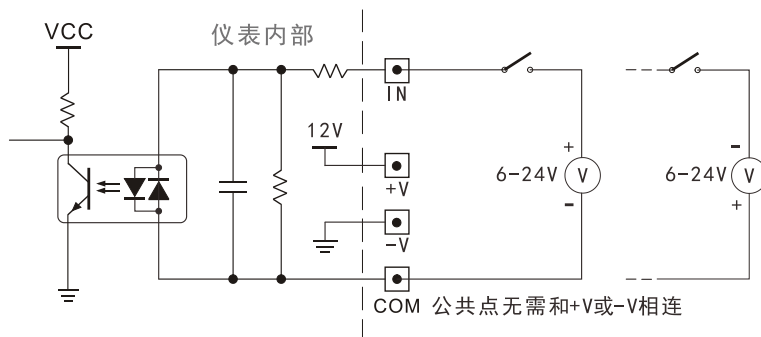 VCC
仪表内部
IN
12V
+V
-V
COM
+
6-24V
V
-
-
6-24V
V
+
公共点无需和+V或-V相连